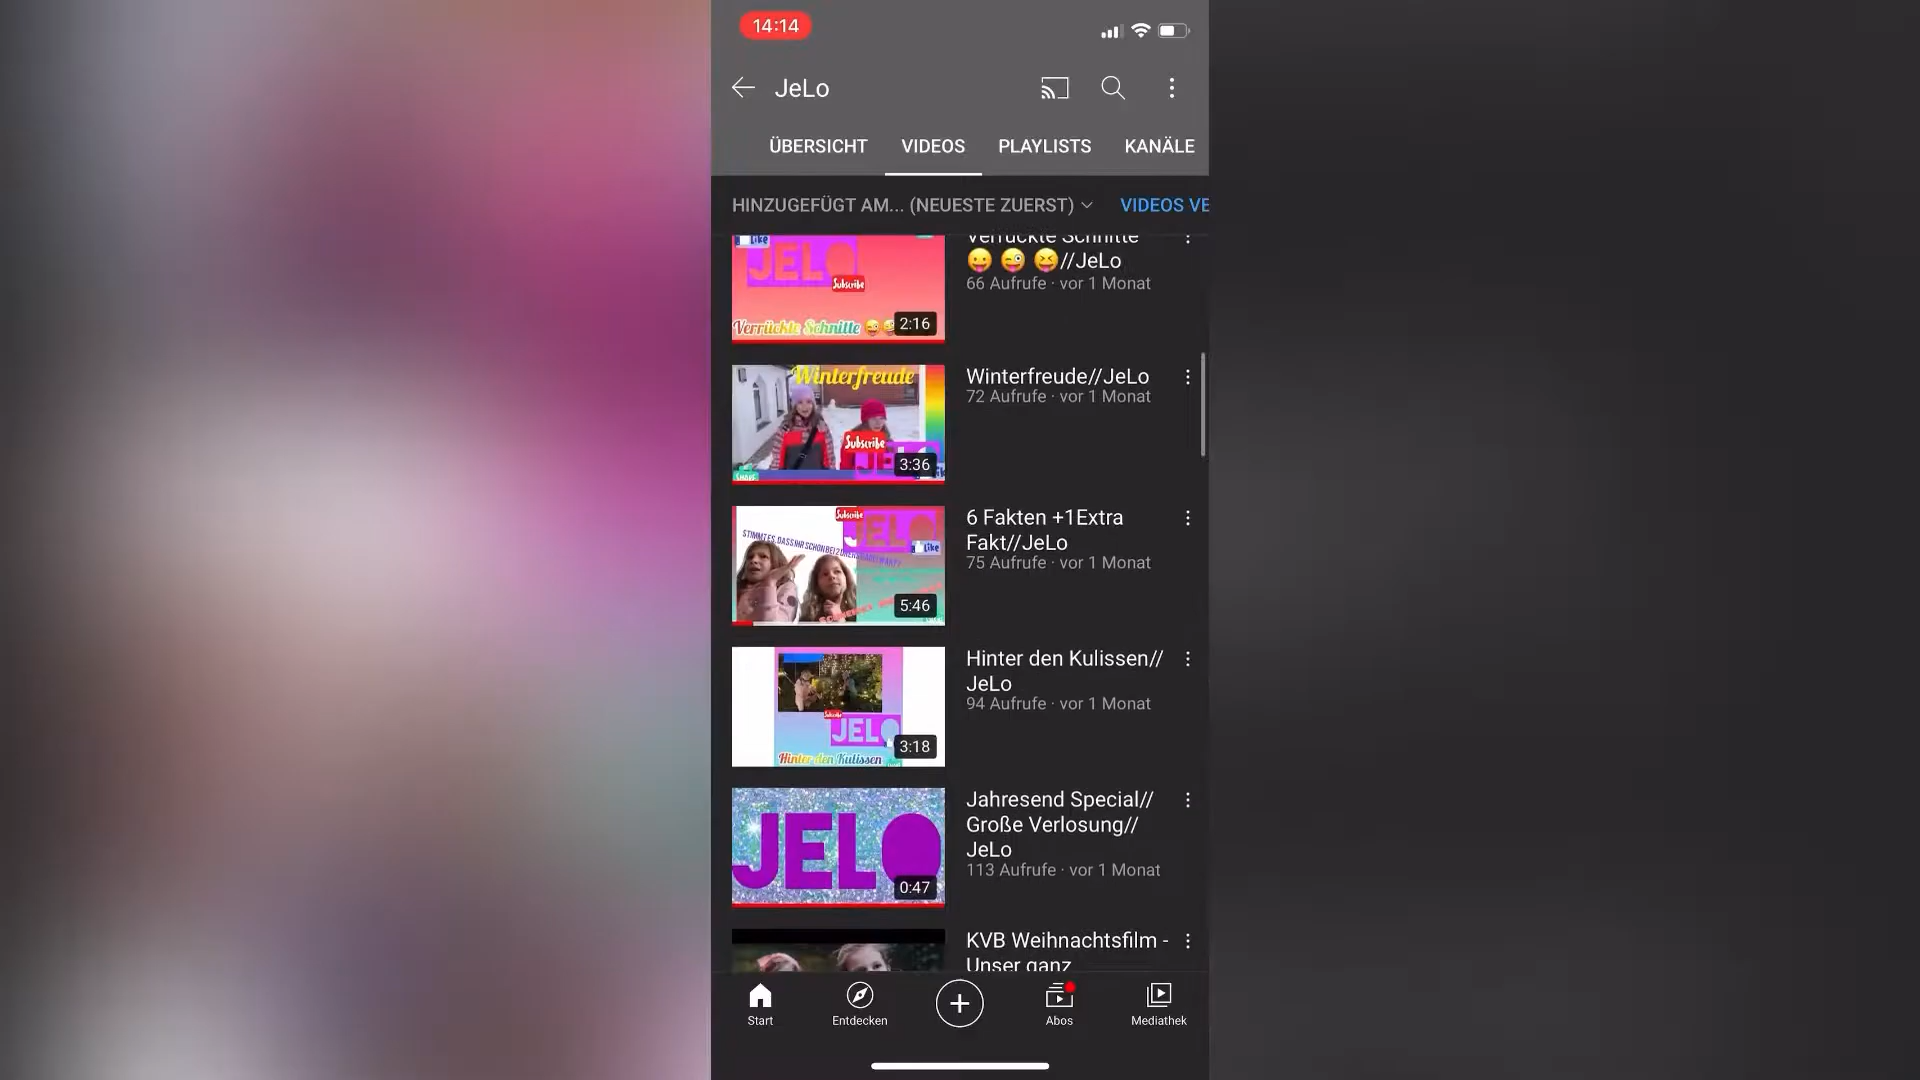 14:14
JeLo
ÜBERSICHT VIDEOS PLAYLISTS KANÄLE
HINZUGEFÜGT AM... (NEUESTE ZUERST) VIDEOS VE
Like
JELO
Subscribe
Verrückte Schnitte
2:16
Verrückte Schnitte
😛 😜 😝//JeLo
66 Aufrufe · vor 1 Monat
Winterfreude
Subscribe
3:36
Winterfreude//JeLo
72 Aufrufe · vor 1 Monat
Subscribe
JELO
Like
5:46
6 Fakten +1Extra
Fakt//JeLo
75 Aufrufe · vor 1 Monat
Subscribe
JELO
Hinter den Kulissen
3:18
Hinter den Kulissen//
JeLo
94 Aufrufe · vor 1 Monat
JELO
0:47
Jahresend Special//
Große Verlosung//
JeLo
113 Aufrufe · vor 1 Monat
KVB Weihnachtsfilm -
Unser ganz
Start Entdecken Abos Mediathek